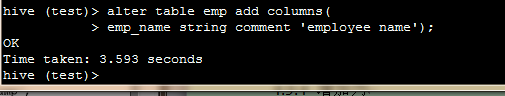 hive (test)> alter table emp add columns(
> emp_name string comment 'employee name');
OK
Time taken: 3.593 seconds
hive (test)>